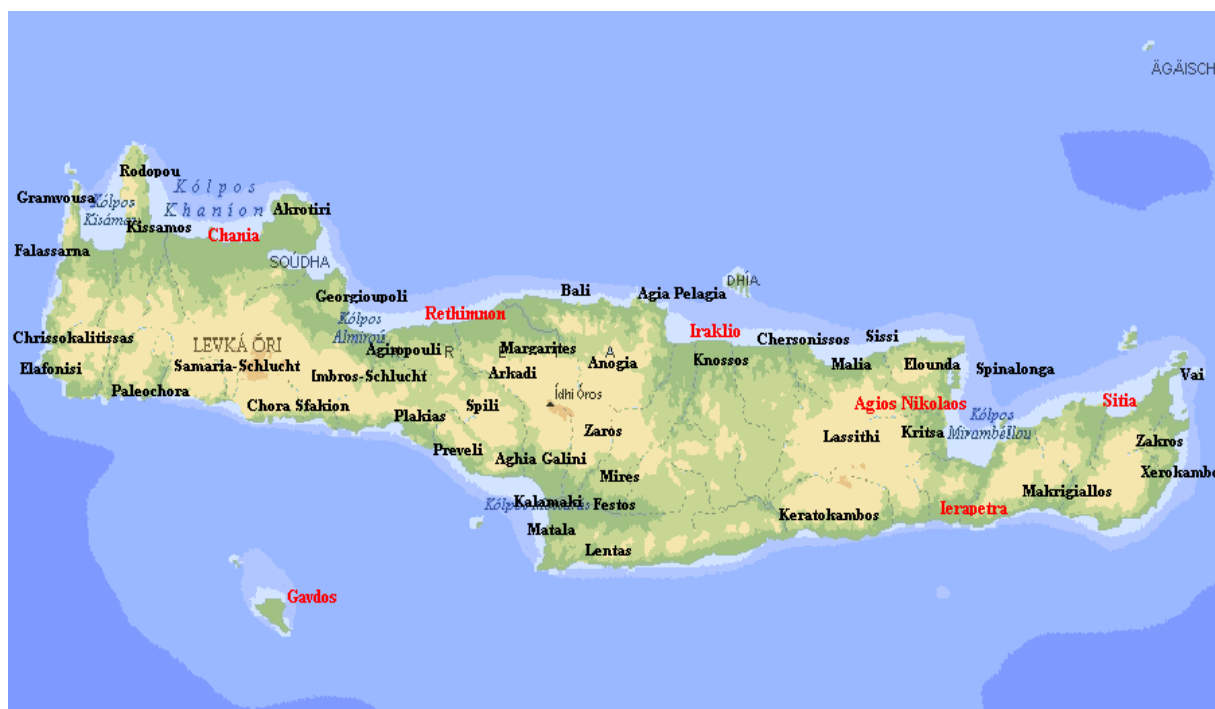 ÄGÄISCH
Rodopou
Kólpos
Khaníon
Gramvousa
Kólpos
Kisámou
Akrotiri
Kissamos
Chania
Falassarna
SOÚDHA
DHÍA
Georgioupoli
Bali
Agia Pelagia
Rethimnon
Kólpos
Almiroú
Iraklio
Chrissokalitissas
LEVKÁ ÓRI
Chersonissos
Sissi
Agiropouli
R
Margarites
A
Anogia
Knossos
Malia
Elounda
Elafonisi
Samaria-Schlucht
Imbros-Schlucht
Arkadi
Spinalonga
Vai
Paleochora
Chora Sfakion
Ídhi Óros
Plakias
Spili
Agios Nikolaos
Sitia
Kólpos
Mirambéllou
Zaros
Lassithi
Kritsa
Zakros
Preveli
Aghia Galini
Mires
Xerokambo
Makrigiallos
Kólpos
Kalamaki
Festos
Keratokambos
Ierapetra
Matala
Lentas
Gavdos